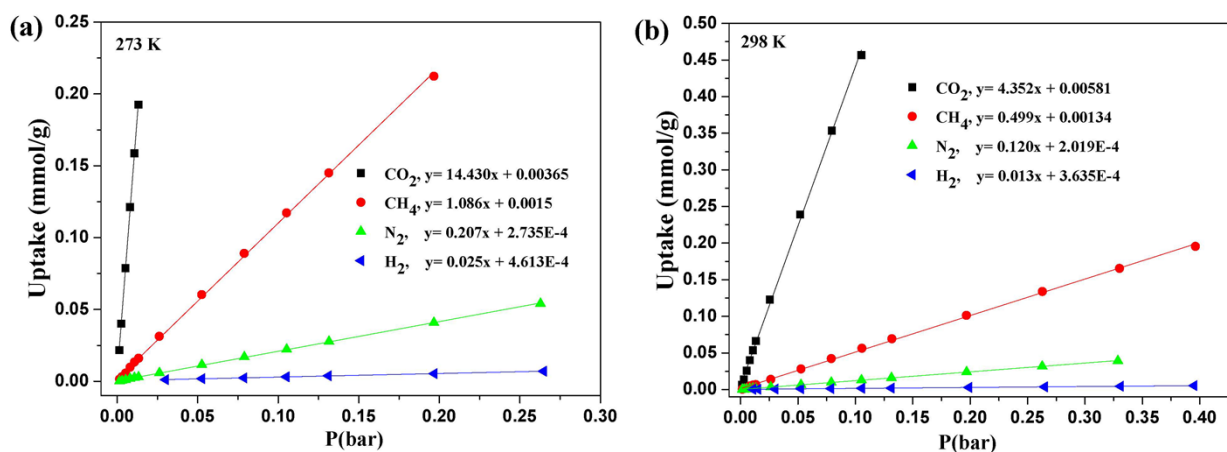 (a)
273 K
Uptake (mmol/g)
0.20
0.15
0.10
0.05
0.00
CO2, y= 14.430x + 0.00365
CH4, y= 1.086x + 0.0015
N2, y= 0.207x + 2.735E-4
H2, y= 0.025x + 4.613E-4
0.00 0.05 0.10 0.15 0.20 0.25 0.30
P(bar)
(b)
298 K
Uptake (mmol/g)
0.50
0.45
0.40
0.35
0.30
0.25
0.20
0.15
0.10
0.05
0.00
CO2, y= 4.352x + 0.00581
CH4, y= 0.499x + 0.00134
N2, y= 0.120x + 2.019E-4
H2, y= 0.013x + 3.635E-4
0.00 0.05 0.10 0.15 0.20 0.25 0.30 0.35 0.40
P(bar)